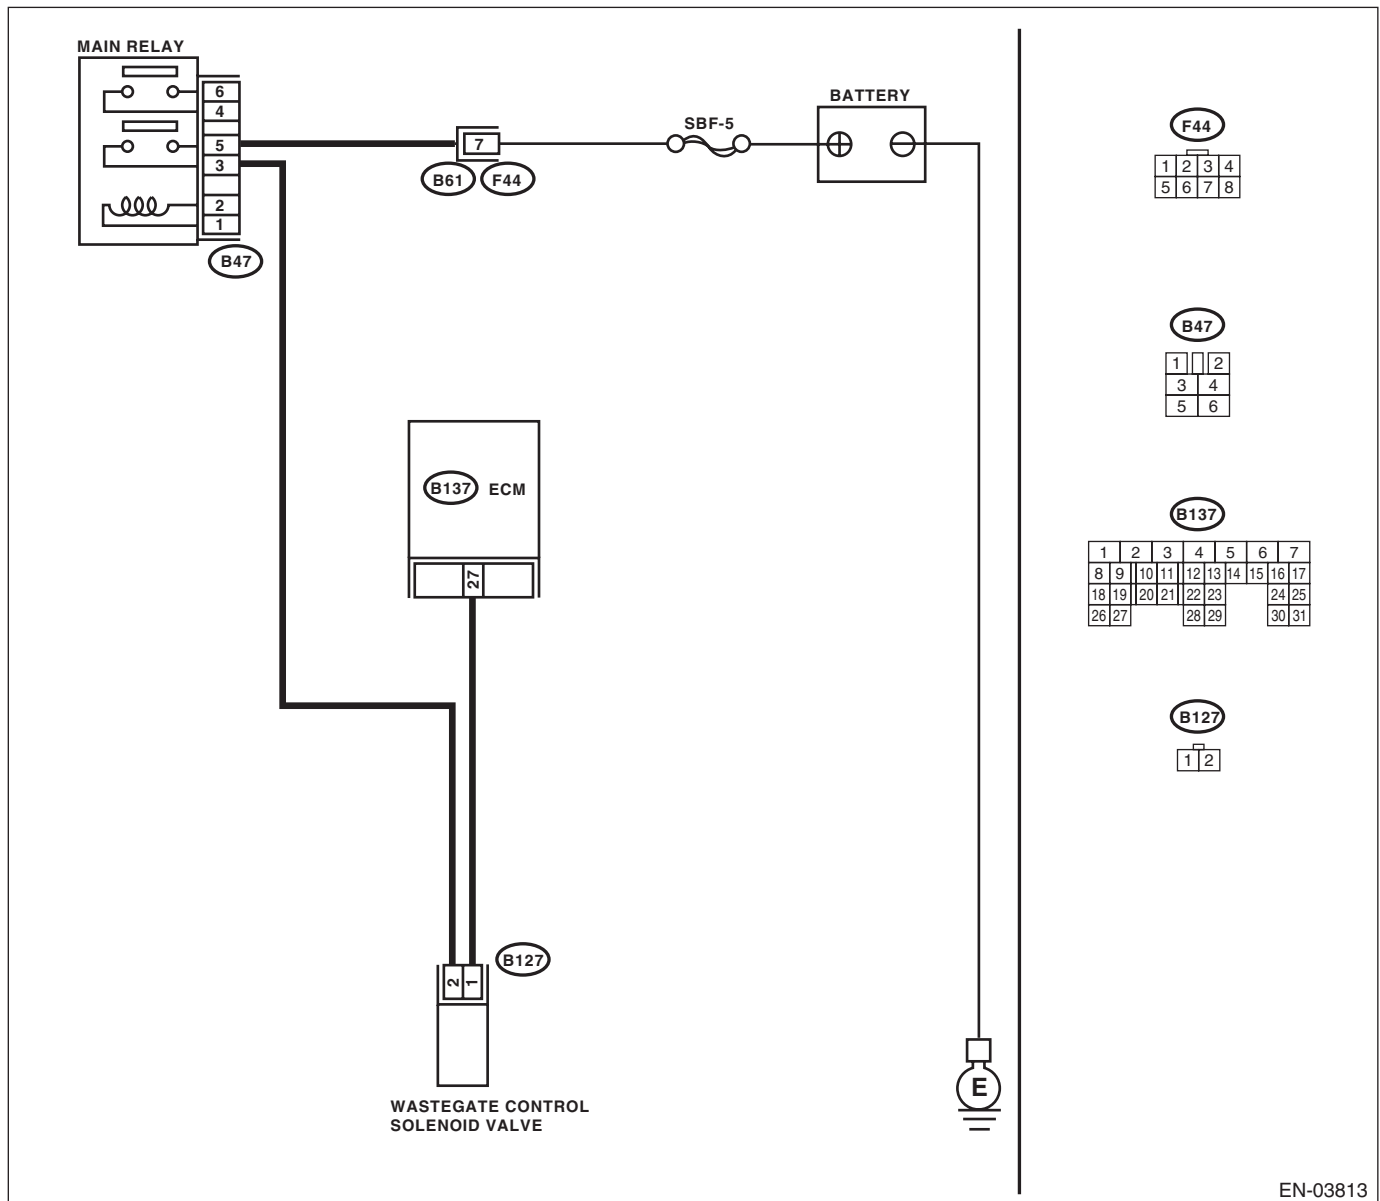 MAIN RELAY
6
4
5
3
2
1
B47
7
B61
F44
SBF-5
BATTERY
B137
ECM
27
B127
2
1
WASTEGATE CONTROL
SOLENOID VALVE
E
F44
1 2 3 4
5 6 7 8
B47
1 2
3 4
5 6
B137
1 2 3 4 5 6 7
8 9 10 11 12 13 14 15 16 17
18 19 20 21 22 23 24 25
26 27 28 29 30 31
B127
1 2
EN-03813